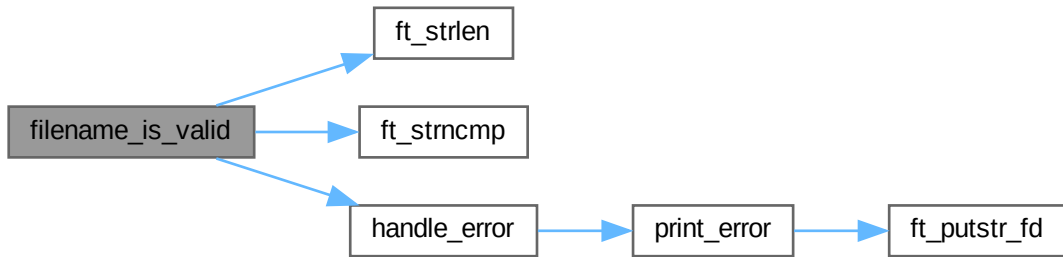 ft_strlen
filename_is_valid
ft_strncmp
handle_error
print_error
ft_putstr_fd